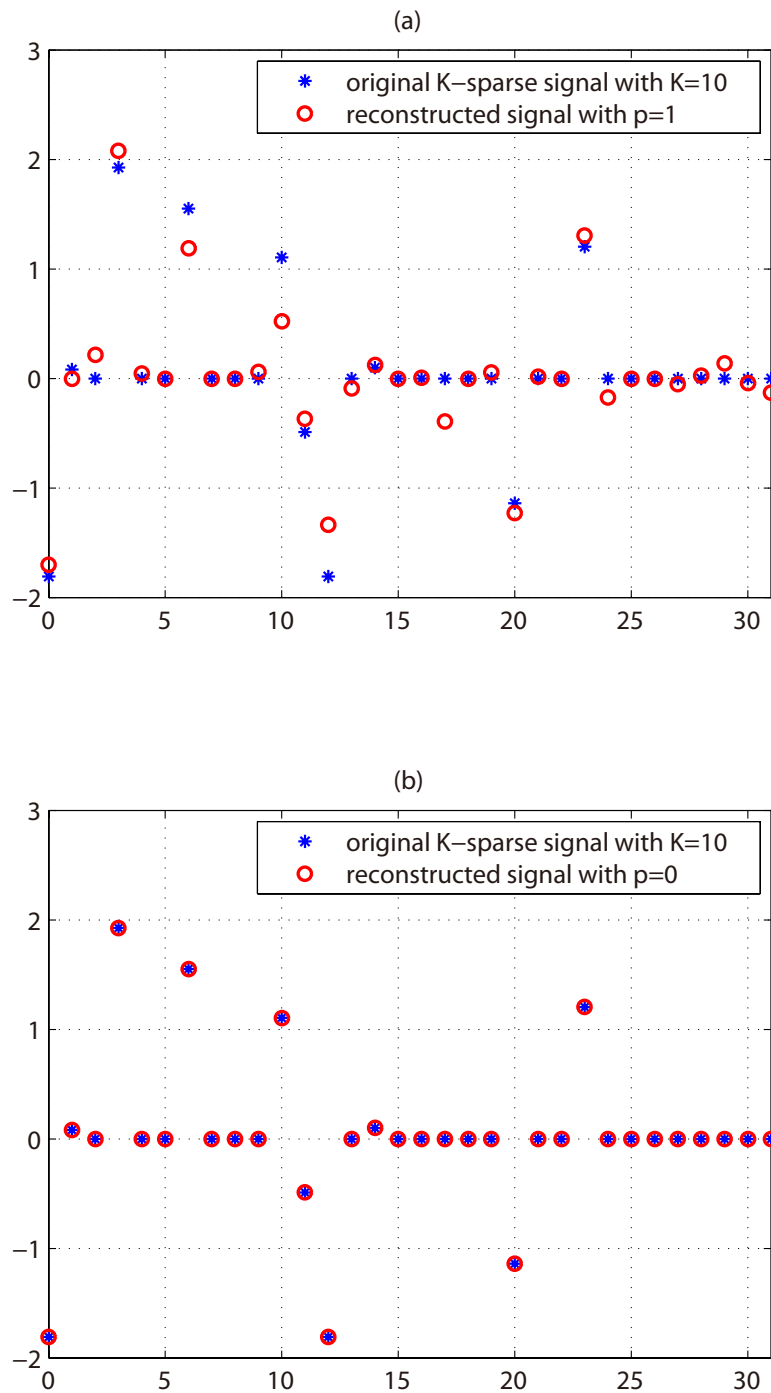 (a)
3
original K−sparse signal with K=10
reconstructed signal with p=1
2
1
0
−1
−2
0 5 10 15 20 25 30
(b)
3
original K−sparse signal with K=10
reconstructed signal with p=0
2
1
0
−1
−2
0 5 10 15 20 25 30